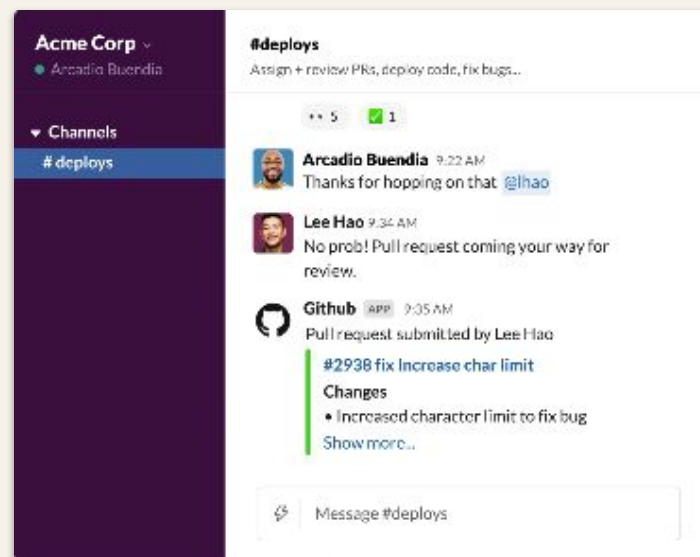 Acme Corp
Arcadio Buendia
Channels
# deploys
#deploys
Assign + review PRs, deploy code, fix bugs...
5
1
Arcadio Buendia 9:22 AM
Thanks for hopping on that @lhao
Lee Hao 9:34 AM
No prob! Pull request coming your way for
review.
Github APP 9:35 AM
Pull request submitted by Lee Hao
#2938 fix Increase char limit
Changes
• Increased character limit to fix bug
Show more...
Message #deploys